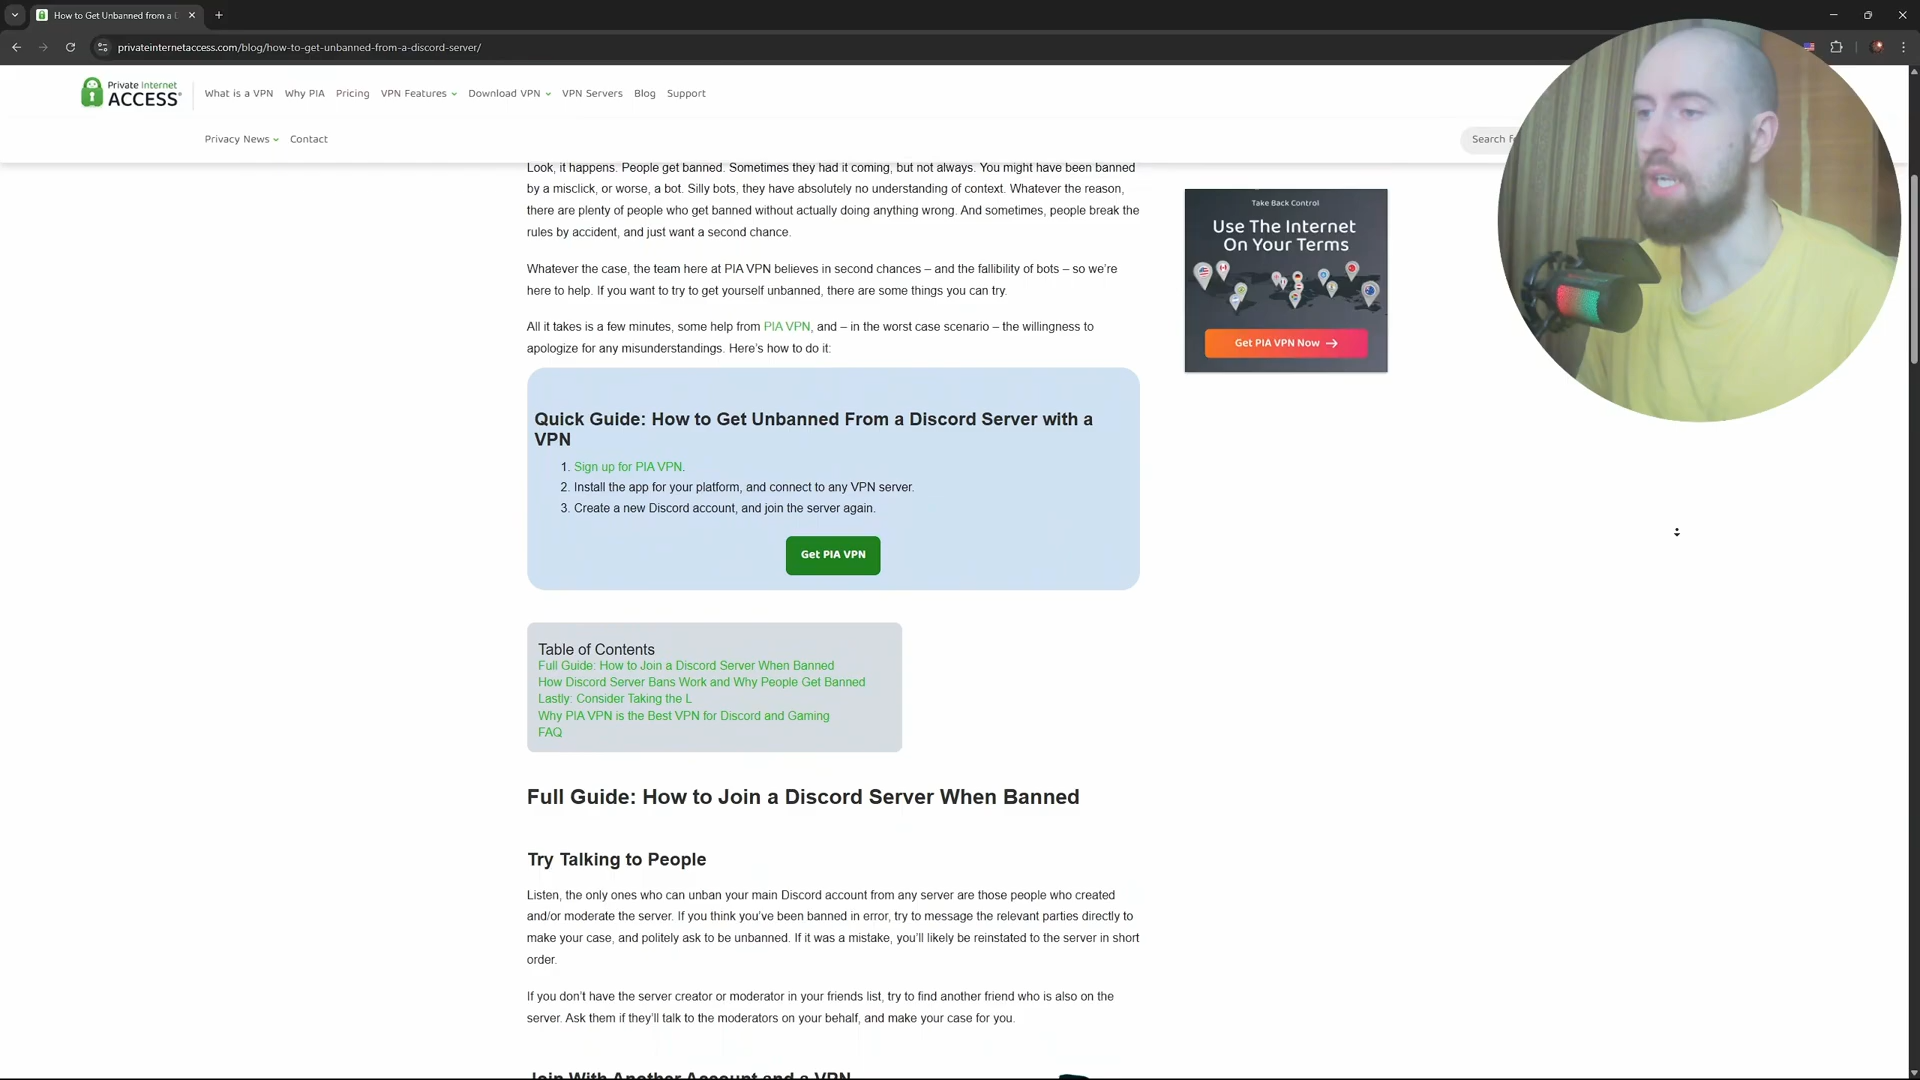 How to Get Unbanned from a D
privateinternetaccess.com/blog/how-to-get-unbanned-from-a-discord-server/
Private Internet
ACCESS
What is a VPN
Why PIA
Pricing
VPN Features
Download VPN
VPN Servers
Blog
Support
Privacy News
Contact
Search
Look, it happens. People get banned. Sometimes they had it coming, but not always. You might have been banned
by a misclick, or worse, a bot. Silly bots, they have absolutely no understanding of context. Whatever the reason,
there are plenty of people who get banned without actually doing anything wrong. And sometimes, people break the
rules by accident, and just want a second chance.
Whatever the case, the team here at PIA VPN believes in second chances – and the fallibility of bots – so we're
here to help. If you want to try to get yourself unbanned, there are some things you can try.
All it takes is a few minutes, some help from PIA VPN, and – in the worst case scenario – the willingness to
apologize for any misunderstandings. Here's how to do it:
Take Back Control
Use The Internet
On Your Terms
Get PIA VPN Now →
Quick Guide: How to Get Unbanned From a Discord Server with a
VPN
1. Sign up for PIA VPN.
2. Install the app for your platform, and connect to any VPN server.
3. Create a new Discord account, and join the server again.
Get PIA VPN
Table of Contents
Full Guide: How to Join a Discord Server When Banned
How Discord Server Bans Work and Why People Get Banned
Lastly: Consider Taking the L
Why PIA VPN is the Best VPN for Discord and Gaming
FAQ
Full Guide: How to Join a Discord Server When Banned
Try Talking to People
Listen, the only ones who can unban your main Discord account from any server are those people who created
and/or moderate the server. If you think you've been banned in error, try to message the relevant parties directly to
make your case, and politely ask to be unbanned. If it was a mistake, you'll likely be reinstated to the server in short
order.
If you don't have the server creator or moderator in your friends list, try to find another friend who is also on the
server. Ask them if they'll talk to the moderators on your behalf, and make your case for you.
Join With Another Account and a VPN